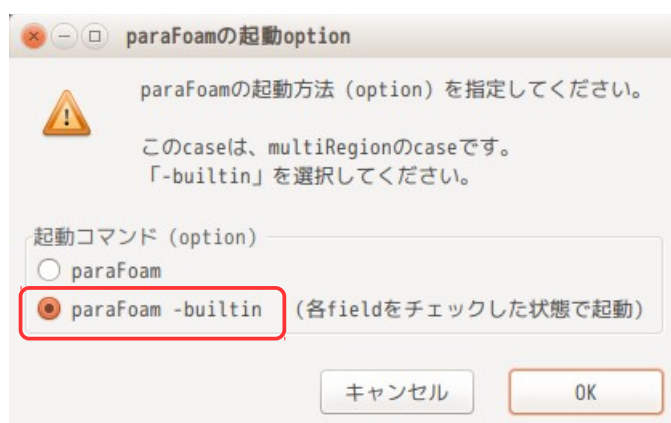 paraFoamの起動option
paraFoamの起動方法（option）を指定してください。
このcaseは、multiRegionのcaseです。
「-builtin」を選択してください。
起動コマンド（option）
paraFoam
paraFoam -builtin （各fieldをチェックした状態で起動）
キャンセル OK